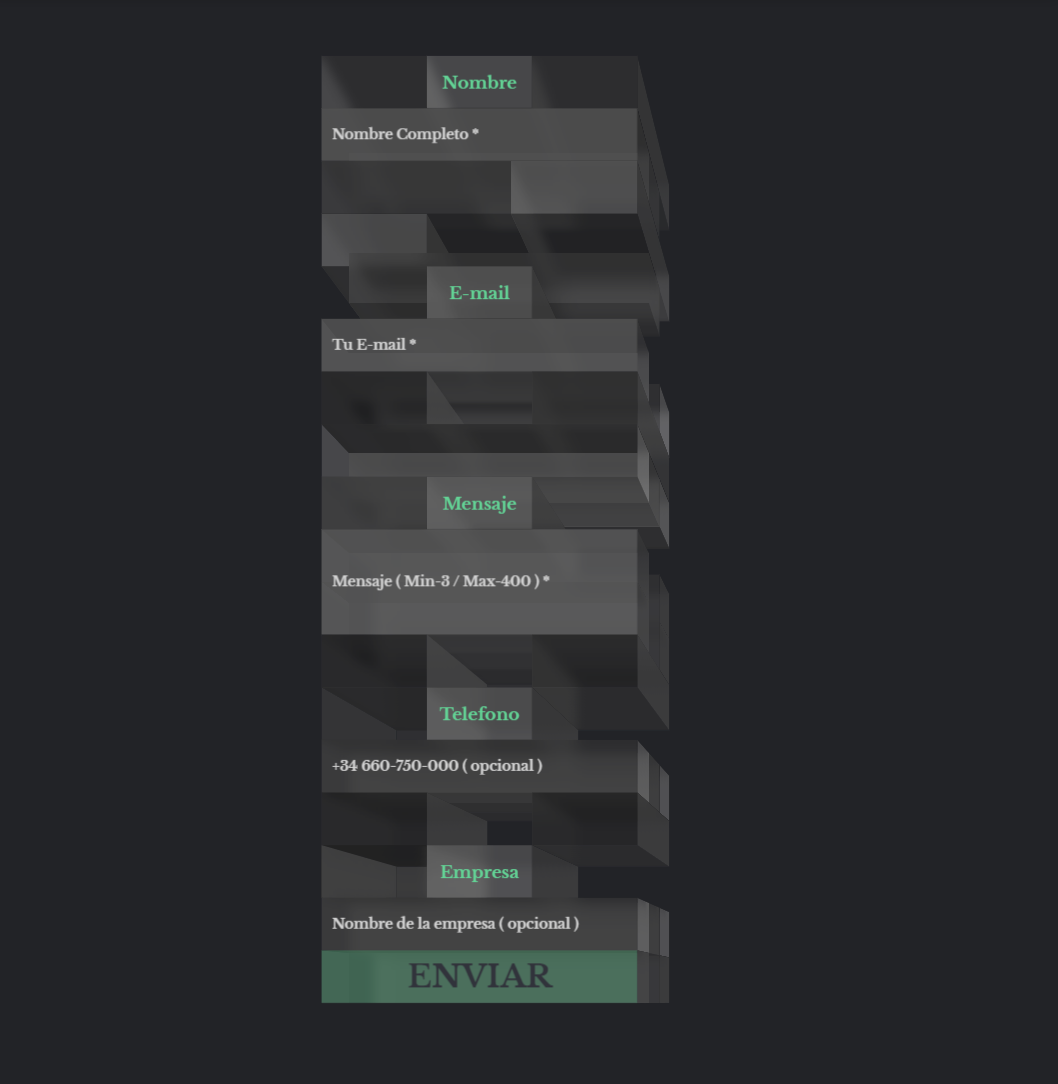 Nombre
Nombre Completo *
E-mail
Tu E-mail *
Mensaje
Mensaje ( Min-3 / Max-400 ) *
Telefono
+34 660-750-000 ( opcional )
Empresa
Nombre de la empresa ( opcional )
ENVIAR